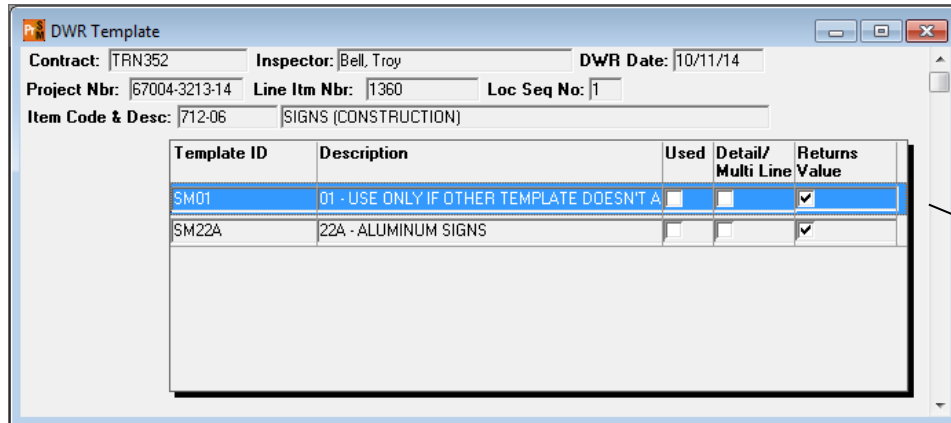 DWR Template
Contract: TRN352 Inspector: Bell, Troy DWR Date: 10/11/14
Project Nbr: 67004-3213-14 Line Itm Nbr: 1360 Loc Seq No: 1
Item Code & Desc: 712-06 SIGNS (CONSTRUCTION)
Template ID Description Used Detail/ Returns
Multi Line Value
SM01 01 - USE ONLY IF OTHER TEMPLATE DOESN'T A
SM22A 22A - ALUMINUM SIGNS